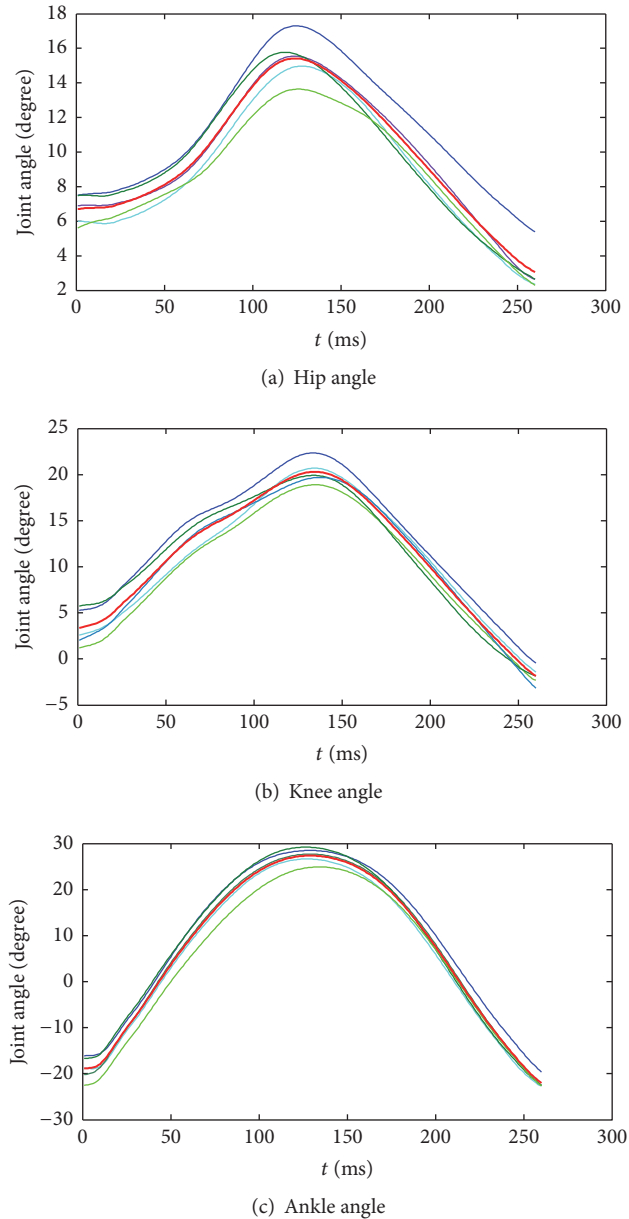 18
16
14
12
10
8
6
4
2
Joint angle (degree)
0 50 100 150 200 250 300
t (ms)
(a) Hip angle
25
20
15
10
5
0
−5
Joint angle (degree)
0 50 100 150 200 250 300
t (ms)
(b) Knee angle
30
20
10
0
−10
−20
−30
Joint angle (degree)
0 50 100 150 200 250 300
t (ms)
(c) Ankle angle